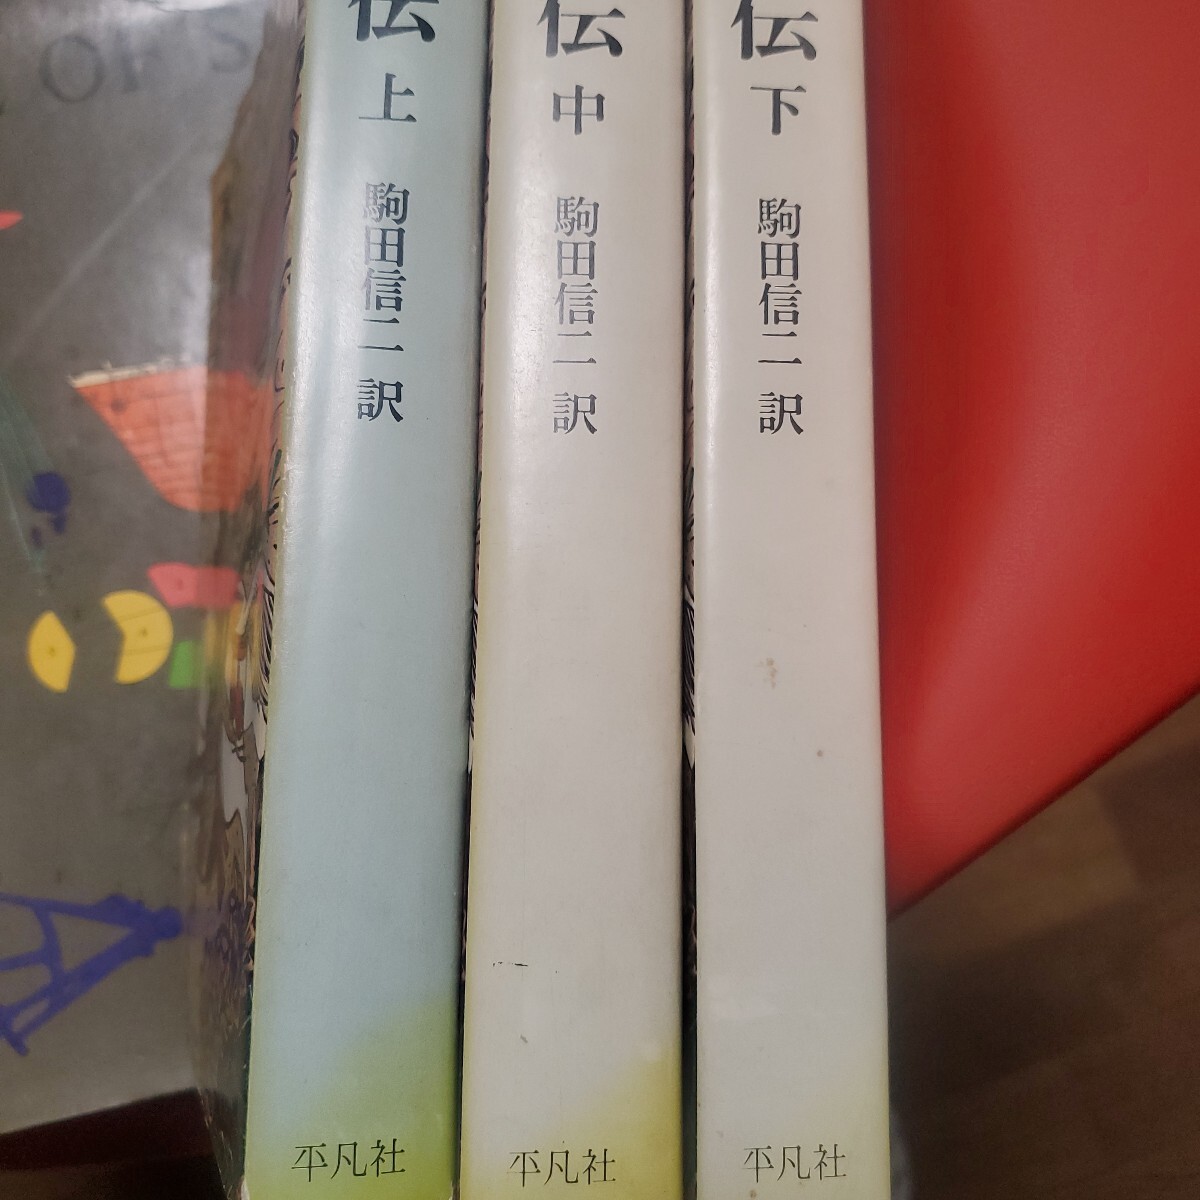 OF S
伝 上 駒田信二 訳 平凡社
伝 中 駒田信二 訳 平凡社
伝 下 駒田信二 訳 平凡社